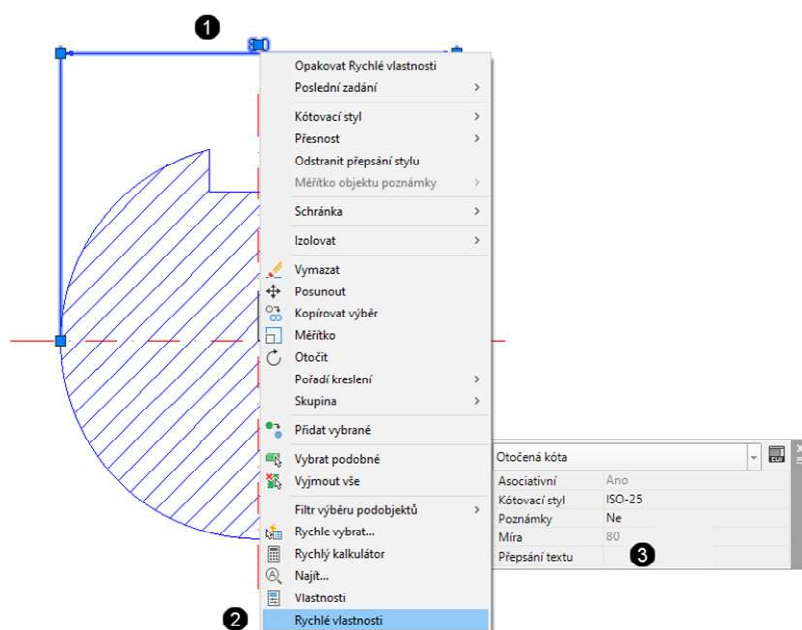 1
80
Opakovat Rychlé vlastnosti
Poslední zadání
Kótovací styl
Přesnost
Odstranit přepsání stylu
Měřítko objektu poznámky
Schránka
Izolovat
Vymazat
Posunout
Kopírovat výběr
Měřítko
Otočit
Pořadí kreslení
Skupina
Přidat vybrané
Vybrat podobné
Vyjmout vše
Filtr výběru podobjektů
Rychle vybrat...
Rychlý kalkulátor
Najít...
Vlastnosti
2
Rychlé vlastnosti
Otočená kóta
CUI
Asociativní Ano
Kótovací styl ISO-25
Poznámky Ne
Míra 80
Přepsání textu
3